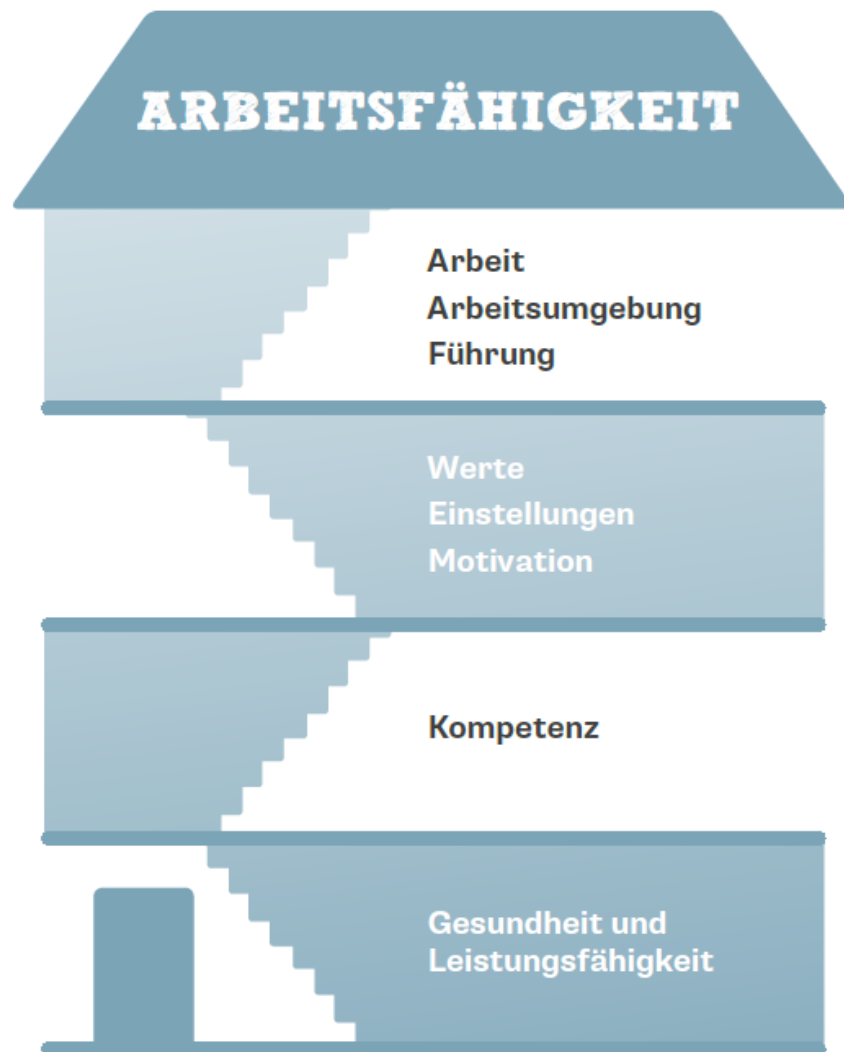 ARBEITSFÄHIGKEIT
Arbeit
Arbeitsumgebung
Führung
Werte
Einstellungen
Motivation
Kompetenz
Gesundheit und
Leistungsfähigkeit